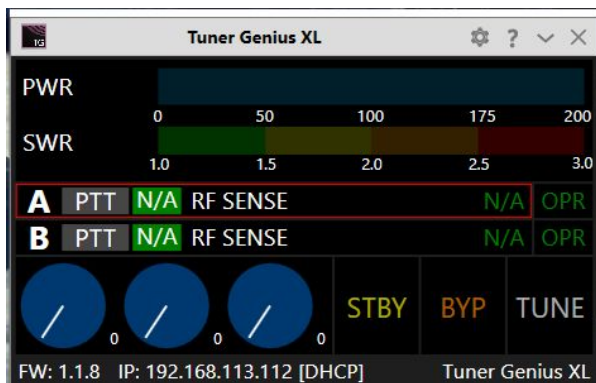 TG Tuner Genius XL ?
PWR
0 50 100 175 200
SWR
1.0 1.5 2.0 2.5 3.0
A PTT N/A RF SENSE N/A OPR
B PTT N/A RF SENSE N/A OPR
0 0 0 STBY BYP TUNE
FW: 1.1.8 IP: 192.168.113.112 [DHCP] Tuner Genius XL